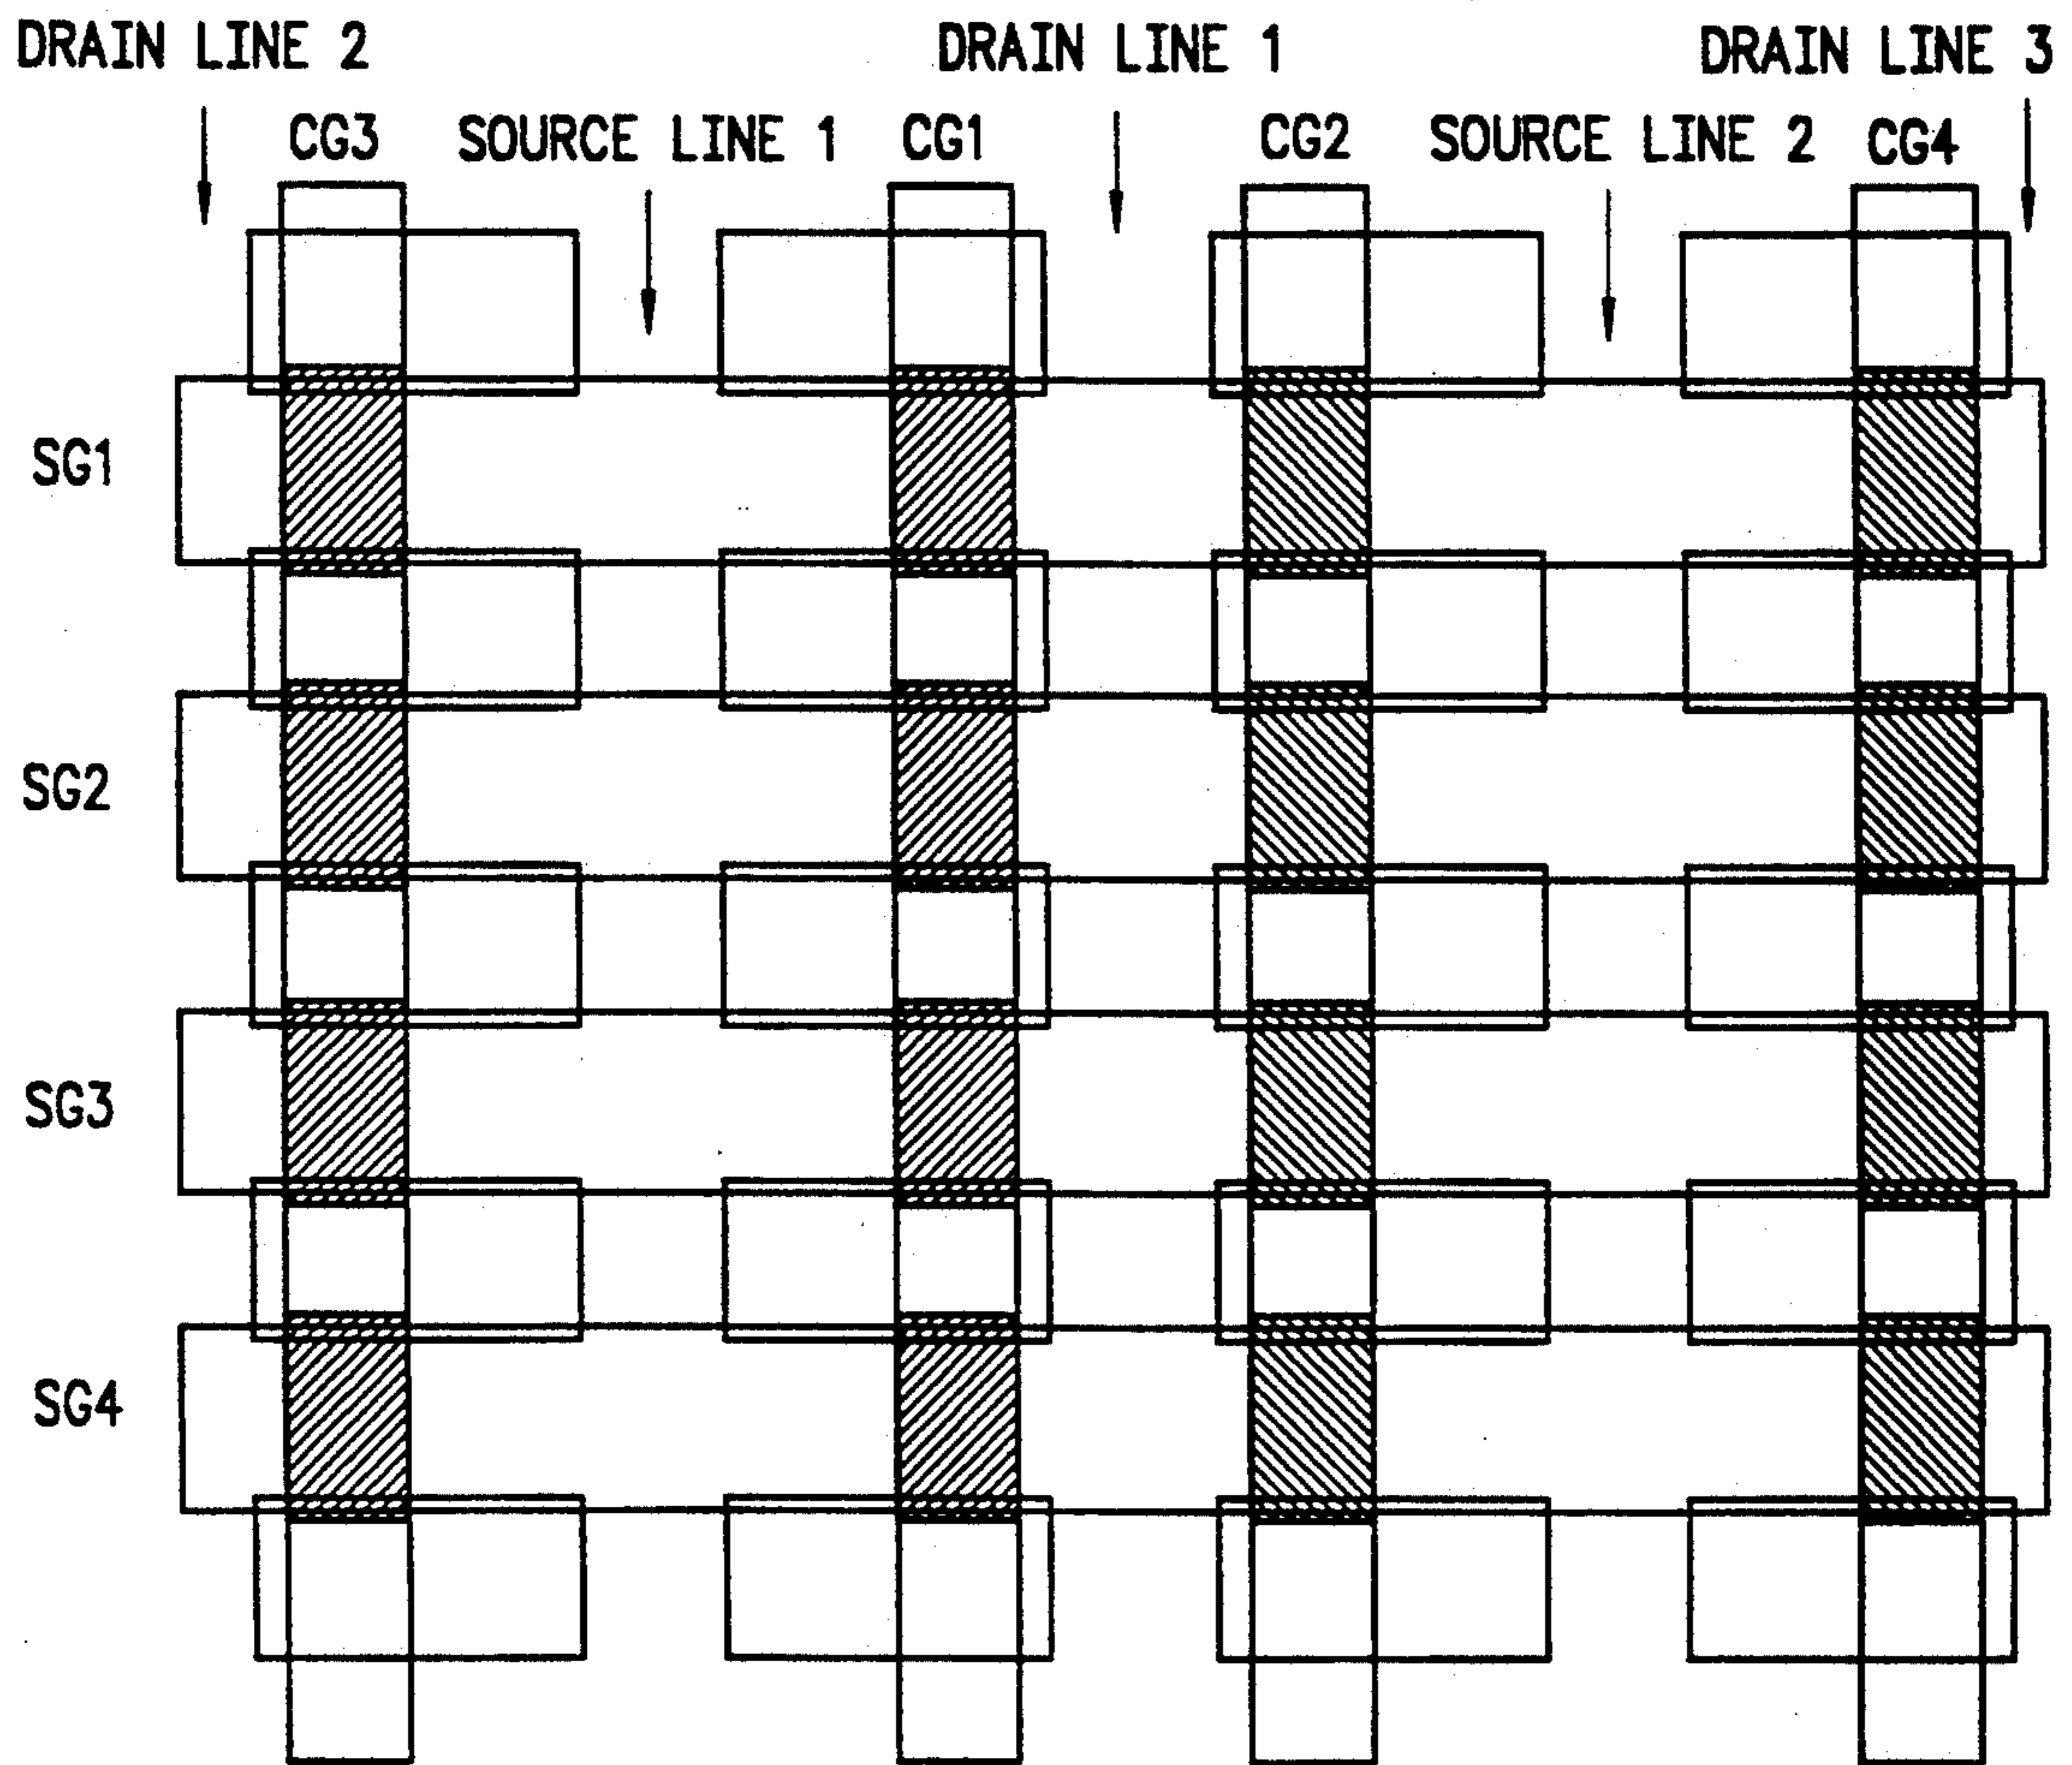 DRAIN LINE 2
DRAIN LINE 1
DRAIN LINE 3
CG3
SOURCE LINE 1
CG1
CG2
SOURCE LINE 2
CG4
SG1
SG2
SG3
SG4